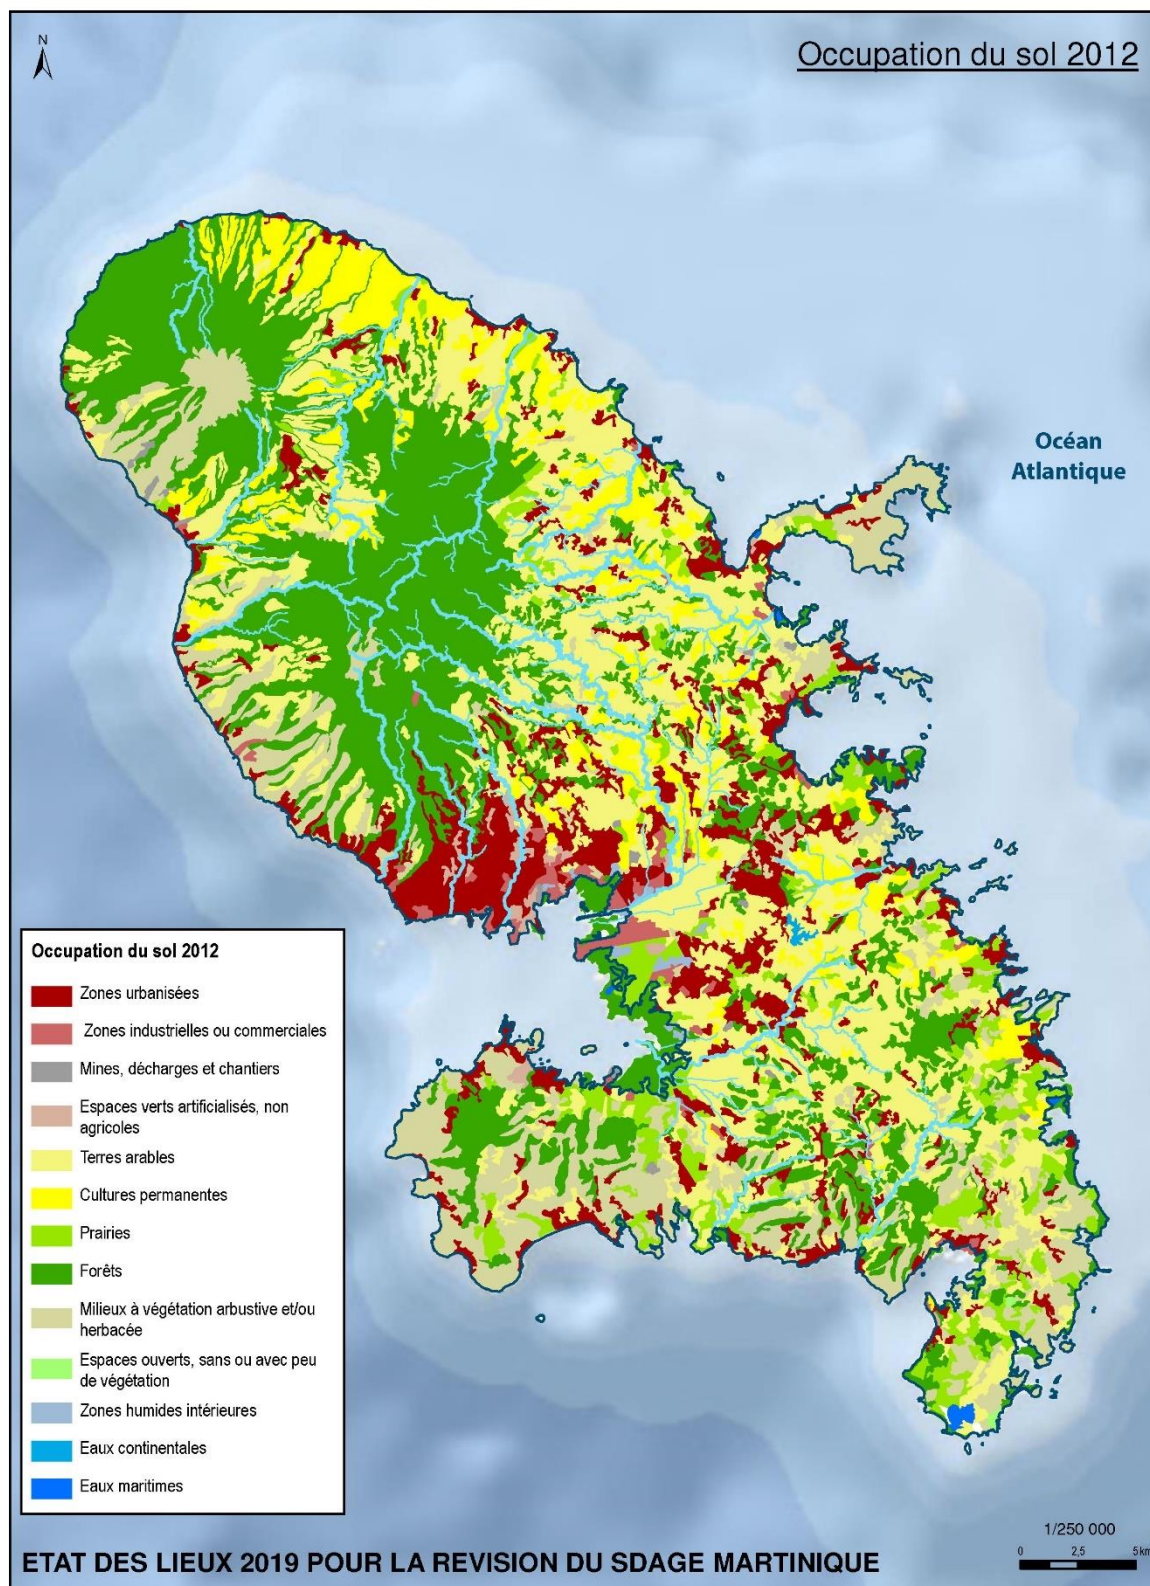 N
Occupation du sol 2012
Océan
Atlantique
Occupation du sol 2012
Zones urbanisées
Zones industrielles ou commerciales
Mines, décharges et chantiers
Espaces verts artificialisés, non
agricoles
Terres arables
Cultures permanentes
Prairies
Forêts
Milieux à végétation arbustive et/ou
herbacée
Espaces ouverts, sans ou avec peu
de végétation
Zones humides intérieures
Eaux continentales
Eaux maritimes
1/250 000
0 2,5 5km
ETAT DES LIEUX 2019 POUR LA REVISION DU SDAGE MARTINIQUE